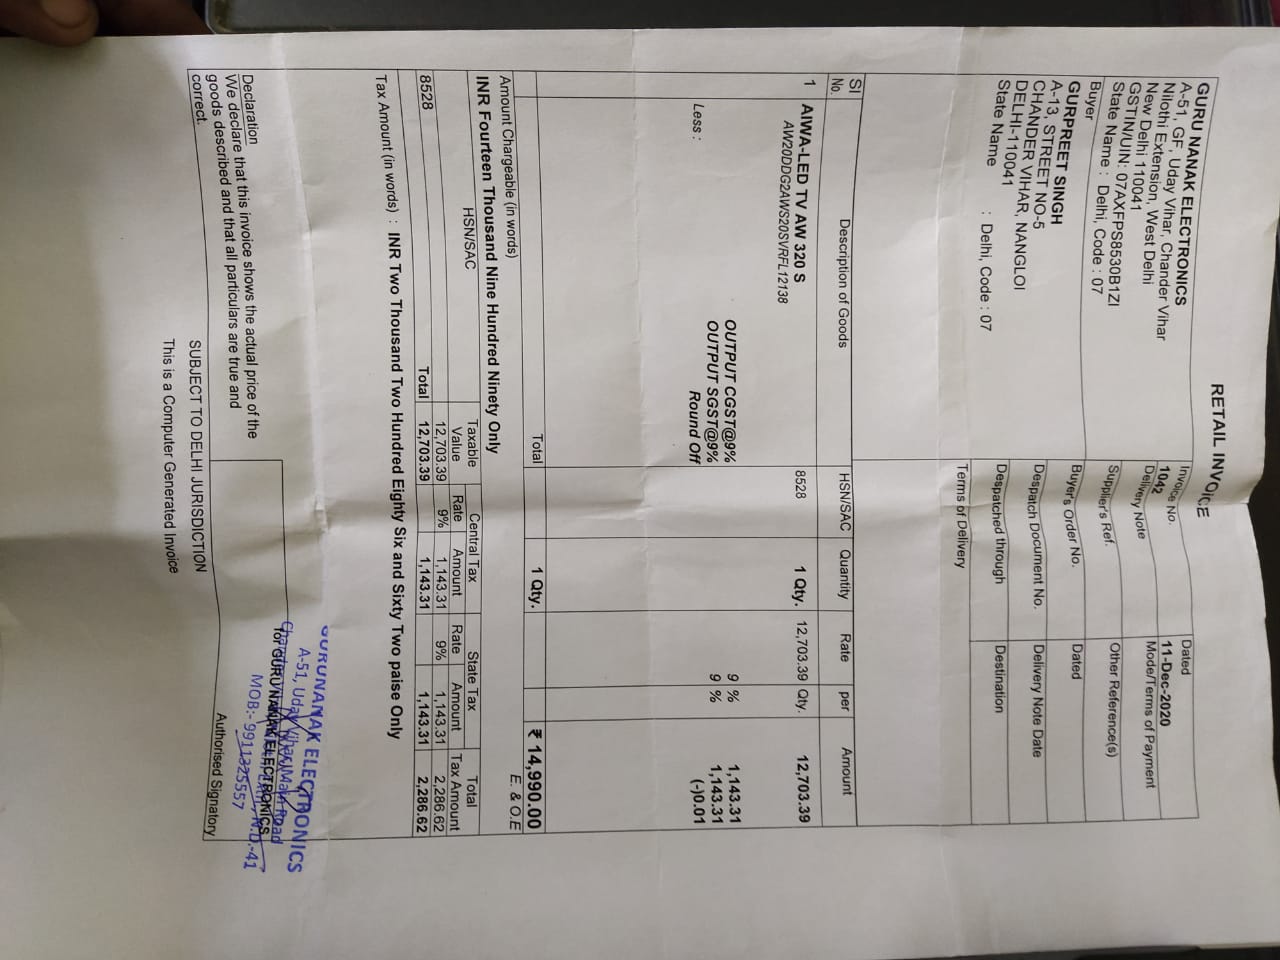 RETAIL INVOICE
GURU NANAK ELECTRONICS
A-51, GF, Uday Vihar, Chander Vihar
Nilothi Extension, West Delhi
New Delhi 110041
GSTIN/UIN: 07AXFPS8530B1ZI
State Name : Delhi, Code : 07
Invoice No.
1042
Dated
11-Dec-2020
Delivery Note
Mode/Terms of Payment
Supplier's Ref.
Other Reference(s)
Buyer
GURPREET SINGH
A-13, STREET NO-5
CHANDER VIHAR, NANGLOI
DELHI-110041
State Name : Delhi, Code : 07
Buyer's Order No.
Dated
Despatch Document No.
Delivery Note Date
Despatched through
Destination
Terms of Delivery
SI No. Description of Goods HSN/SAC Quantity Rate per Amount
1 AIWA-LED TV AW 320 S 8528 1 Qty. 12,703.39 Qty. 12,703.39
AW20DDG2AWS20SVRFL12138
OUTPUT CGST@9% 9 % 1,143.31
OUTPUT SGST@9% 9 % 1,143.31
Less : Round Off (-)0.01
Total 1 Qty. ₹ 14,990.00
Amount Chargeable (in words) E. & O.E
INR Fourteen Thousand Nine Hundred Ninety Only
HSN/SAC Taxable Value Central Tax State Tax Total Tax Amount
Rate Amount Rate Amount
12,703.39 9% 1,143.31 9% 1,143.31 2,286.62
8528
Total 12,703.39 1,143.31 1,143.31 2,286.62
Tax Amount (in words) : INR Two Thousand Two Hundred Eighty Six and Sixty Two paise Only
Declaration
We declare that this invoice shows the actual price of the
goods described and that all particulars are true and
correct.
GURUNANAK ELECTRONICS
A-51, Uday Vihar, Main Road
N.D.-41
MOB:- 9911325557
for GURU NANAK ELECTRONICS
Authorised Signatory
SUBJECT TO DELHI JURISDICTION
This is a Computer Generated Invoice